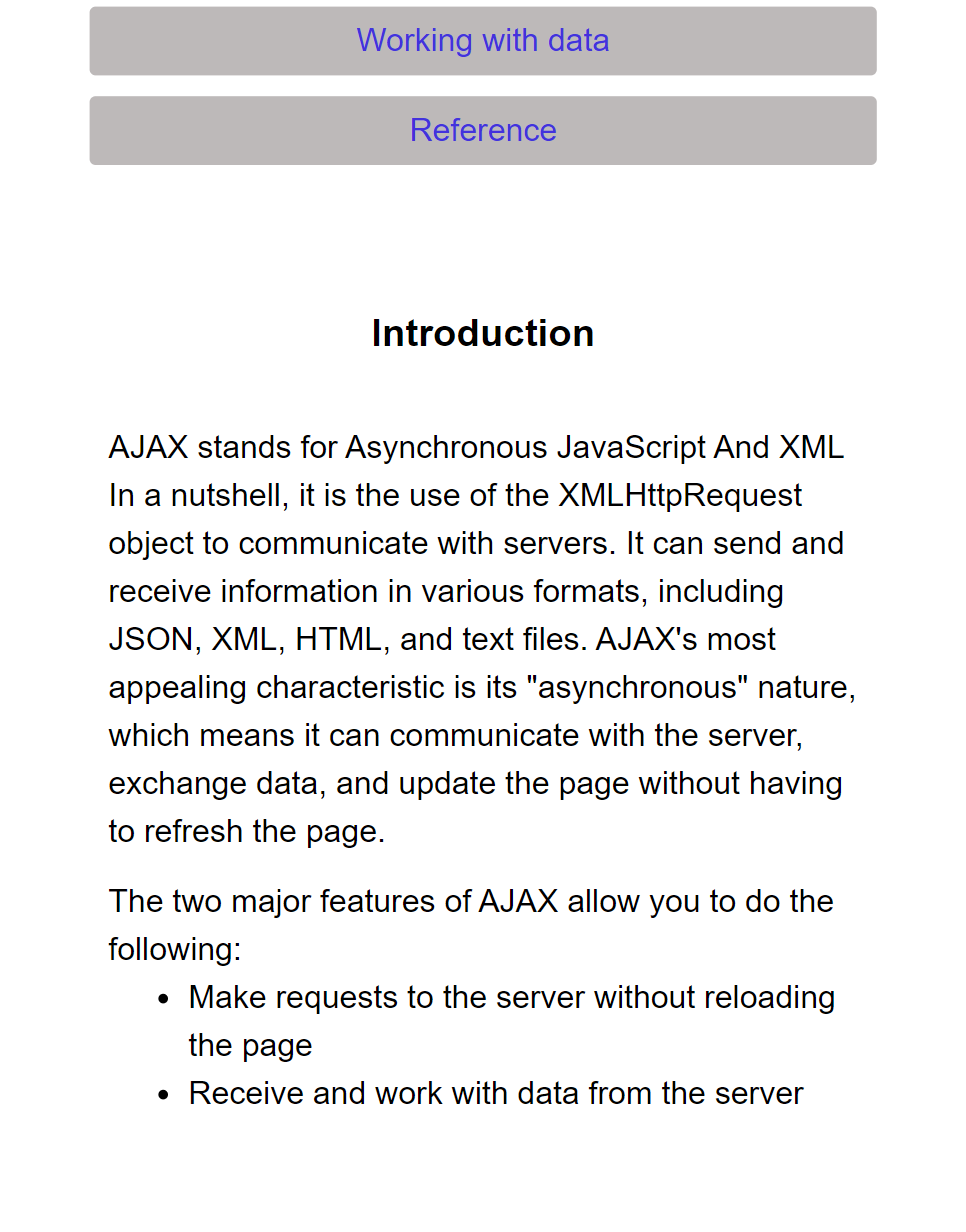 Working with data
Reference
Introduction
AJAX stands for Asynchronous JavaScript And XML
In a nutshell, it is the use of the XMLHttpRequest
object to communicate with servers. It can send and
receive information in various formats, including
JSON, XML, HTML, and text files. AJAX's most
appealing characteristic is its "asynchronous" nature,
which means it can communicate with the server,
exchange data, and update the page without having
to refresh the page.
The two major features of AJAX allow you to do the
following:
• Make requests to the server without reloading
the page
• Receive and work with data from the server